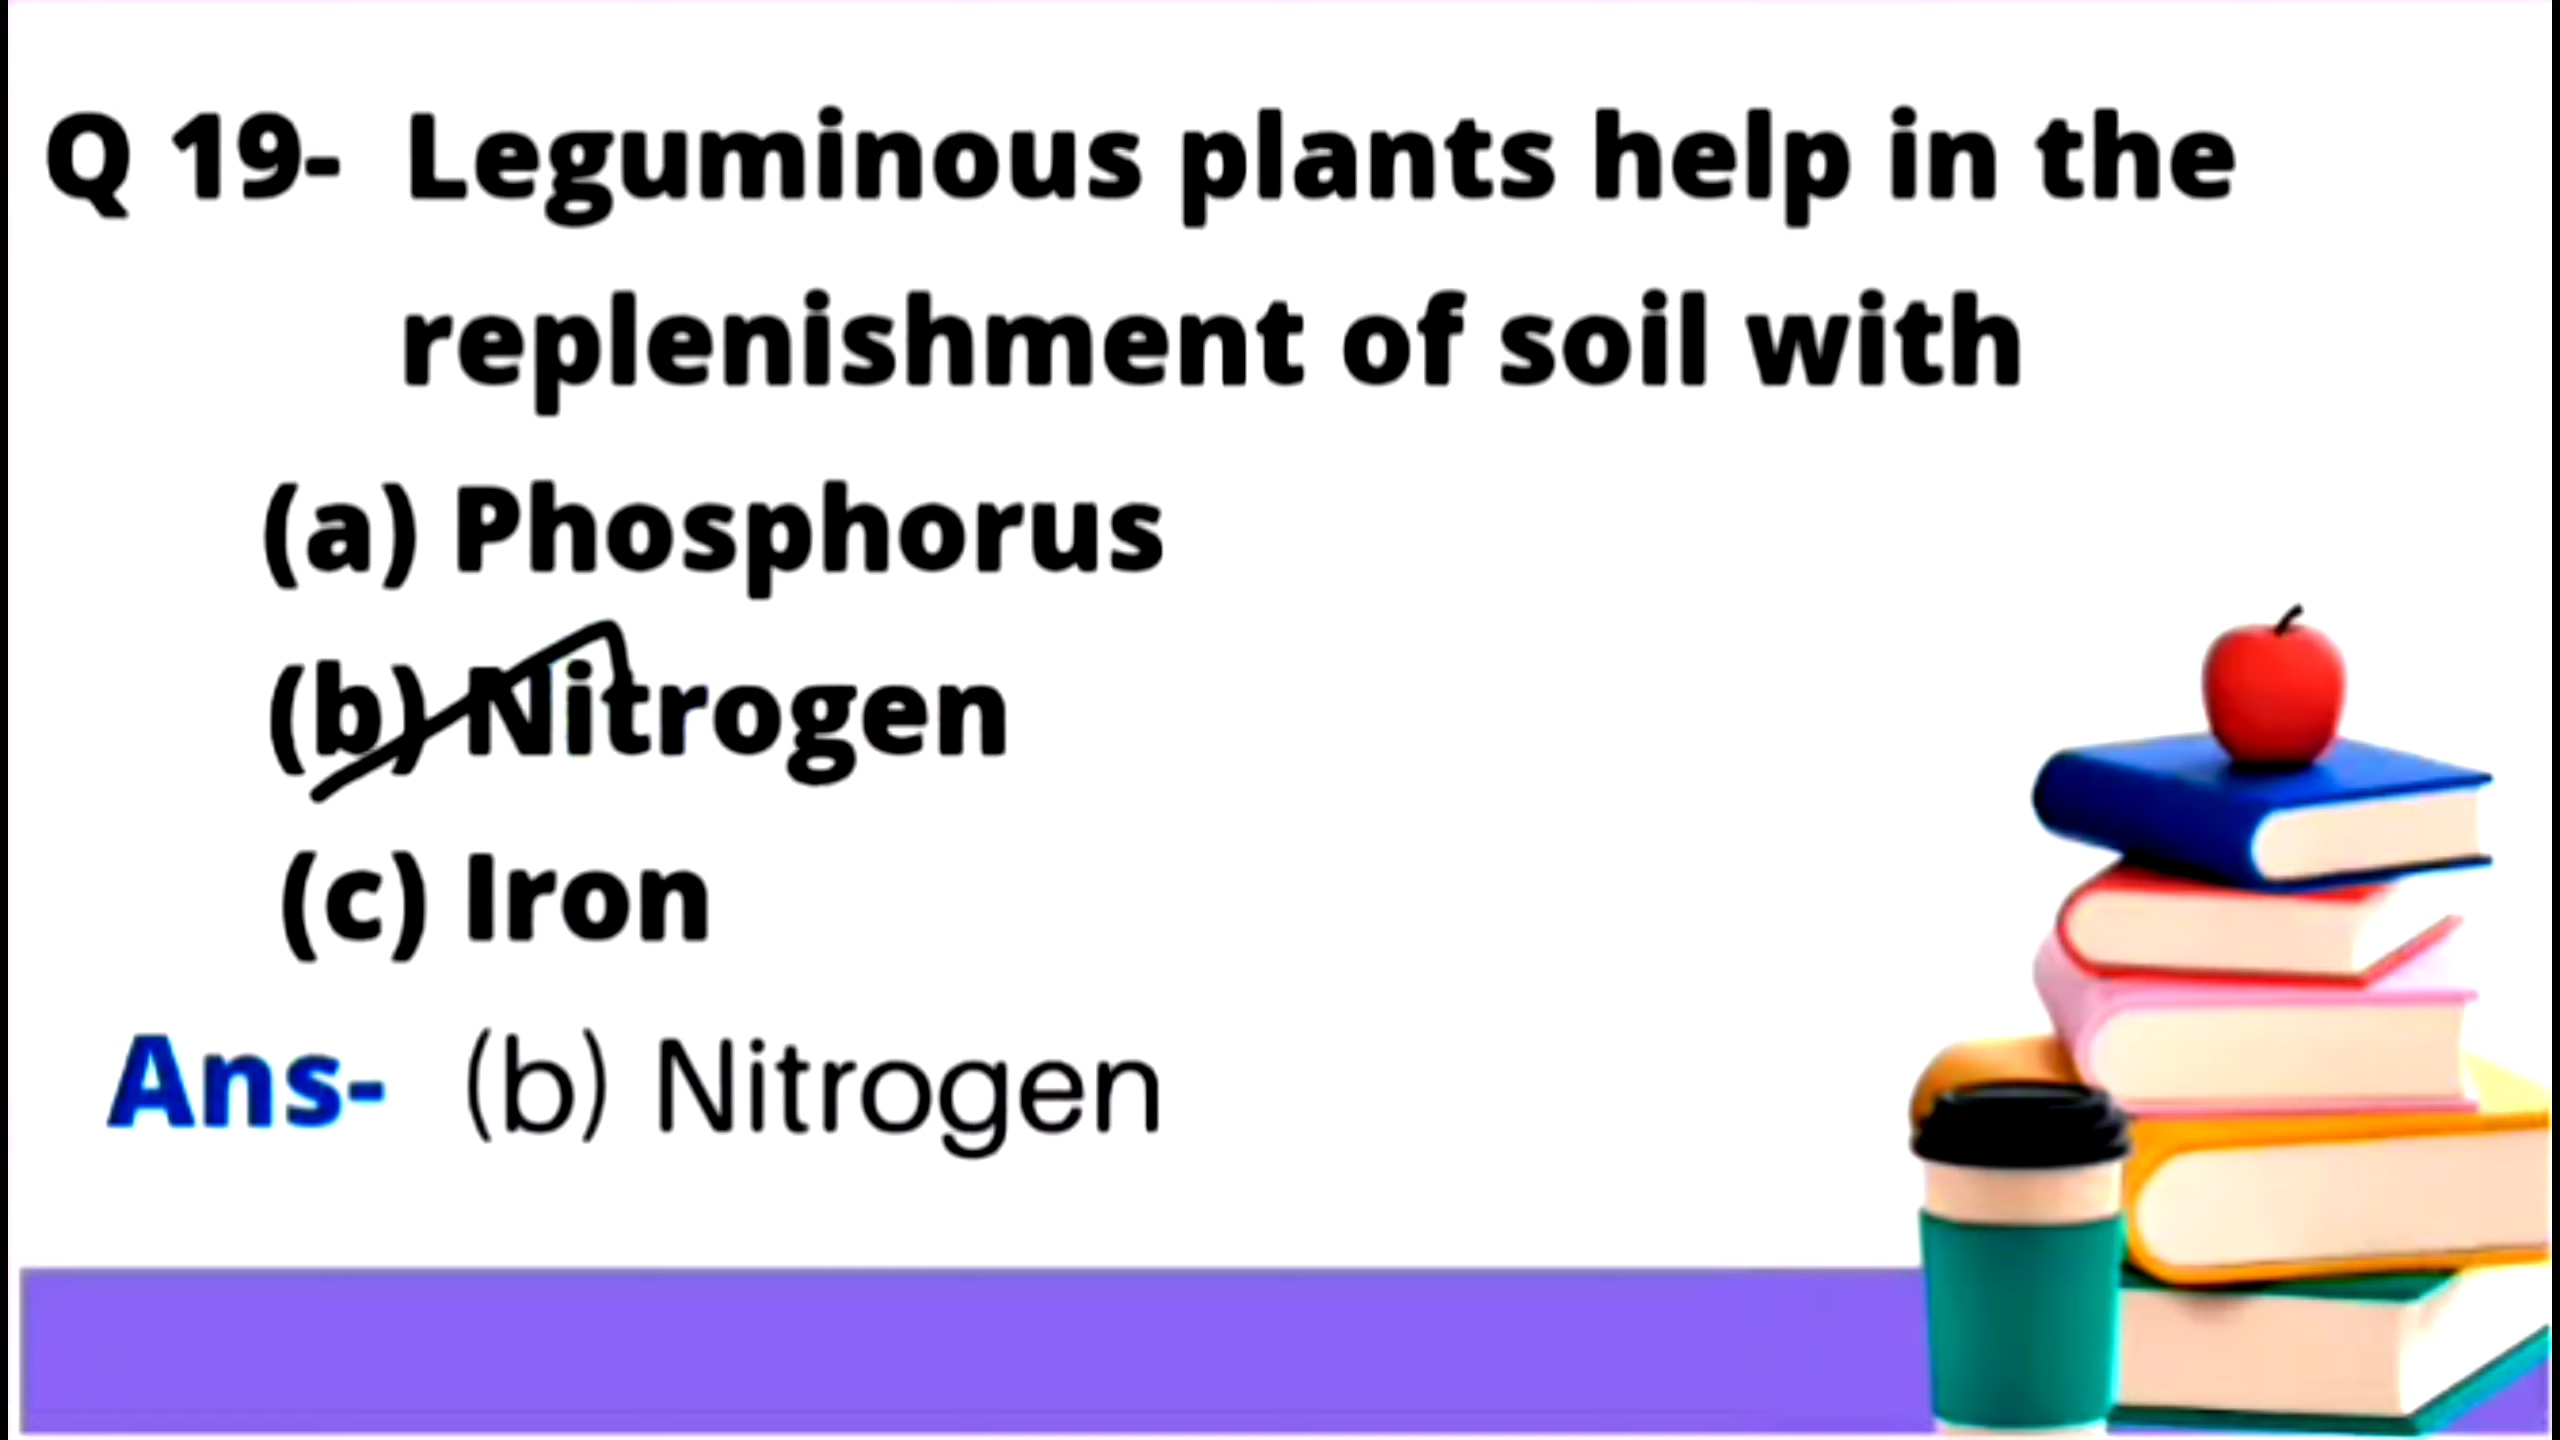 Q 19- Leguminous plants help in the
replenishment of soil with
(a) Phosphorus
(b) Nitrogen
(c) Iron
Ans- (b) Nitrogen